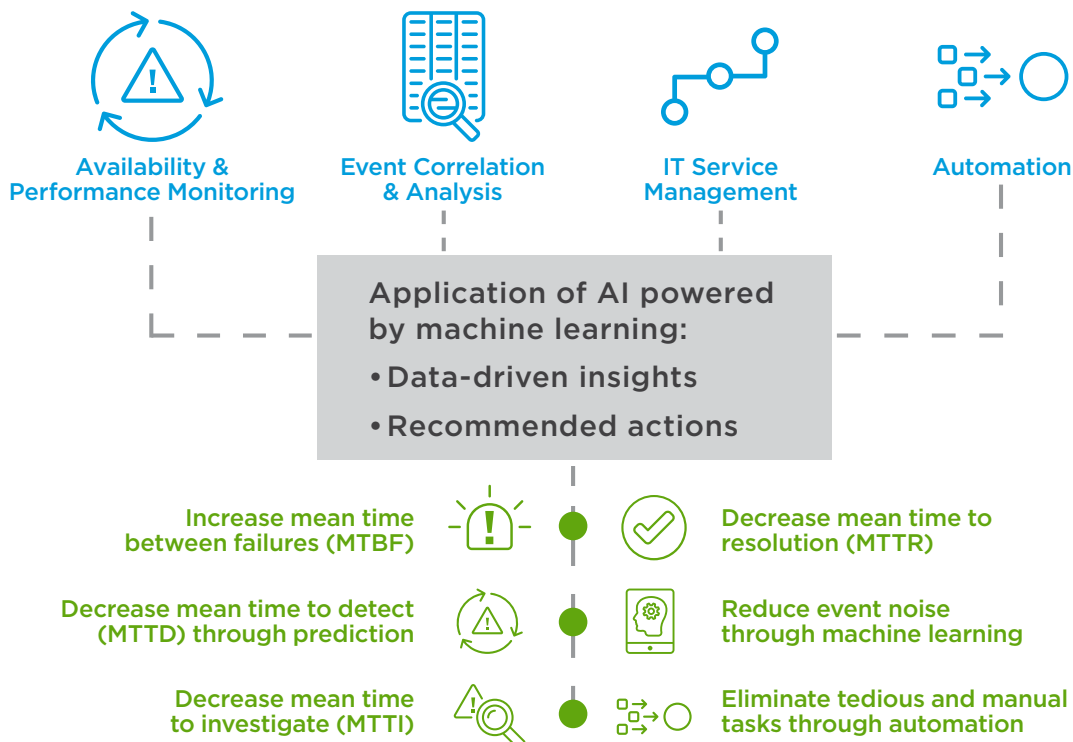 Availability &
Performance Monitoring
Event Correlation
& Analysis
IT Service
Management
Automation
Application of AI powered
by machine learning:
• Data-driven insights
• Recommended actions
Increase mean time
between failures (MTBF)
Decrease mean time to
resolution (MTTR)
Decrease mean time to detect
(MTTD) through prediction
Reduce event noise
through machine learning
Decrease mean time
to investigate (MTTI)
Eliminate tedious and manual
tasks through automation